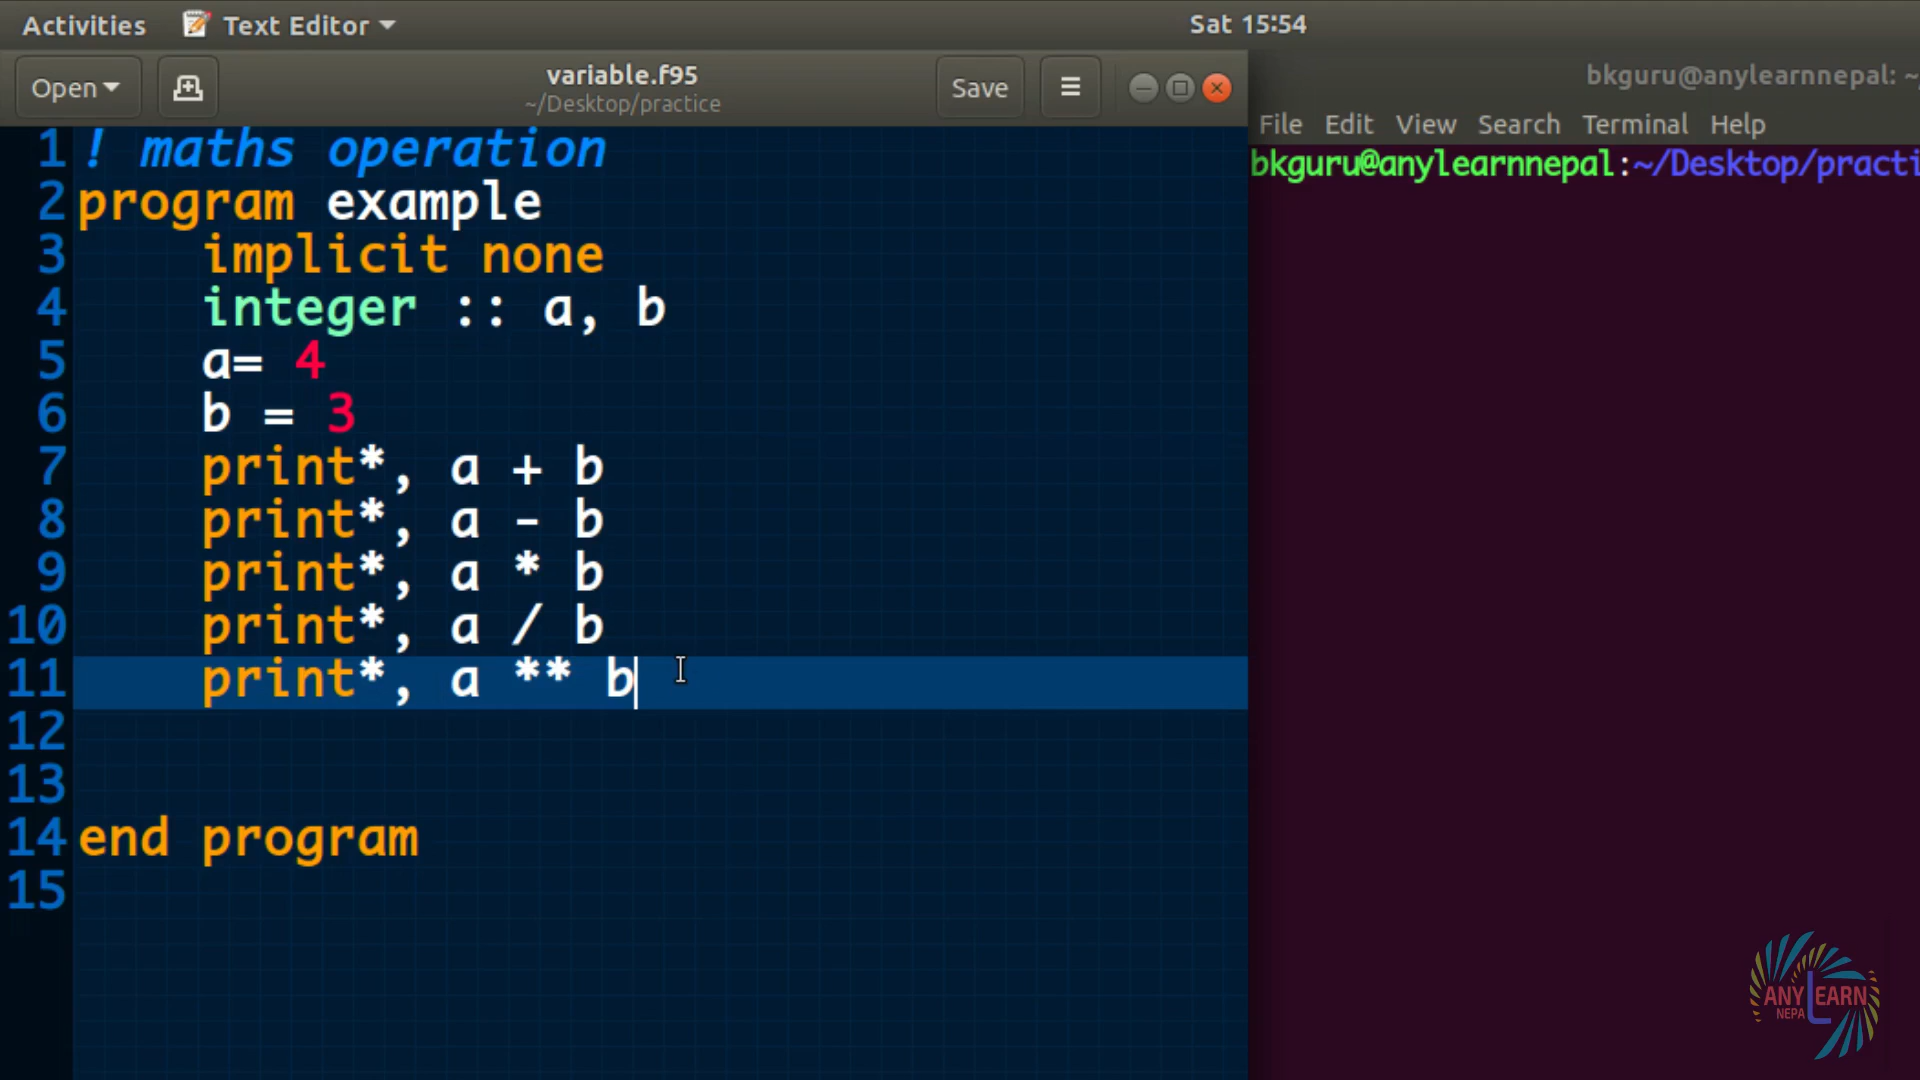 Activities Text Editor Sat 15:54
Open variable.f95 Save
~/Desktop/practice
bkguru@anylearnnepal: ~
File Edit View Search Terminal Help
bkguru@anylearnnepal:~/Desktop/practi
1 ! maths operation
2 program example
3     implicit none
4     integer :: a, b
5     a= 4
6     b = 3
7     print*, a + b
8     print*, a - b
9     print*, a * b
10     print*, a / b
11     print*, a ** b
12
13
14 end program
15
ANY LEARN
NEPA